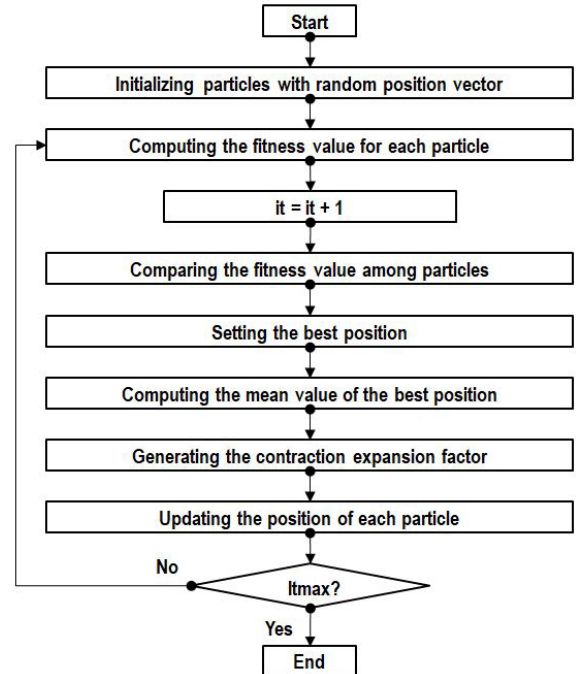 Start
Initializing particles with random position vector
Computing the fitness value for each particle
it = it + 1
Comparing the fitness value among particles
Setting the best position
Computing the mean value of the best position
Generating the contraction expansion factor
Updating the position of each particle
No
Itmax?
Yes
End